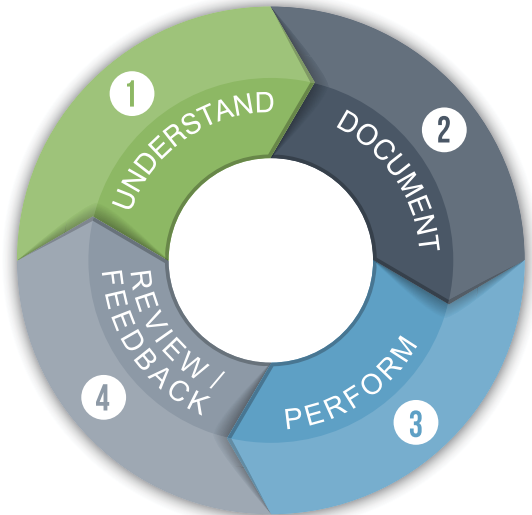 1
UNDERSTAND
2
DOCUMENT
3
PERFORM
4
REVIEW /
FEEDBACK